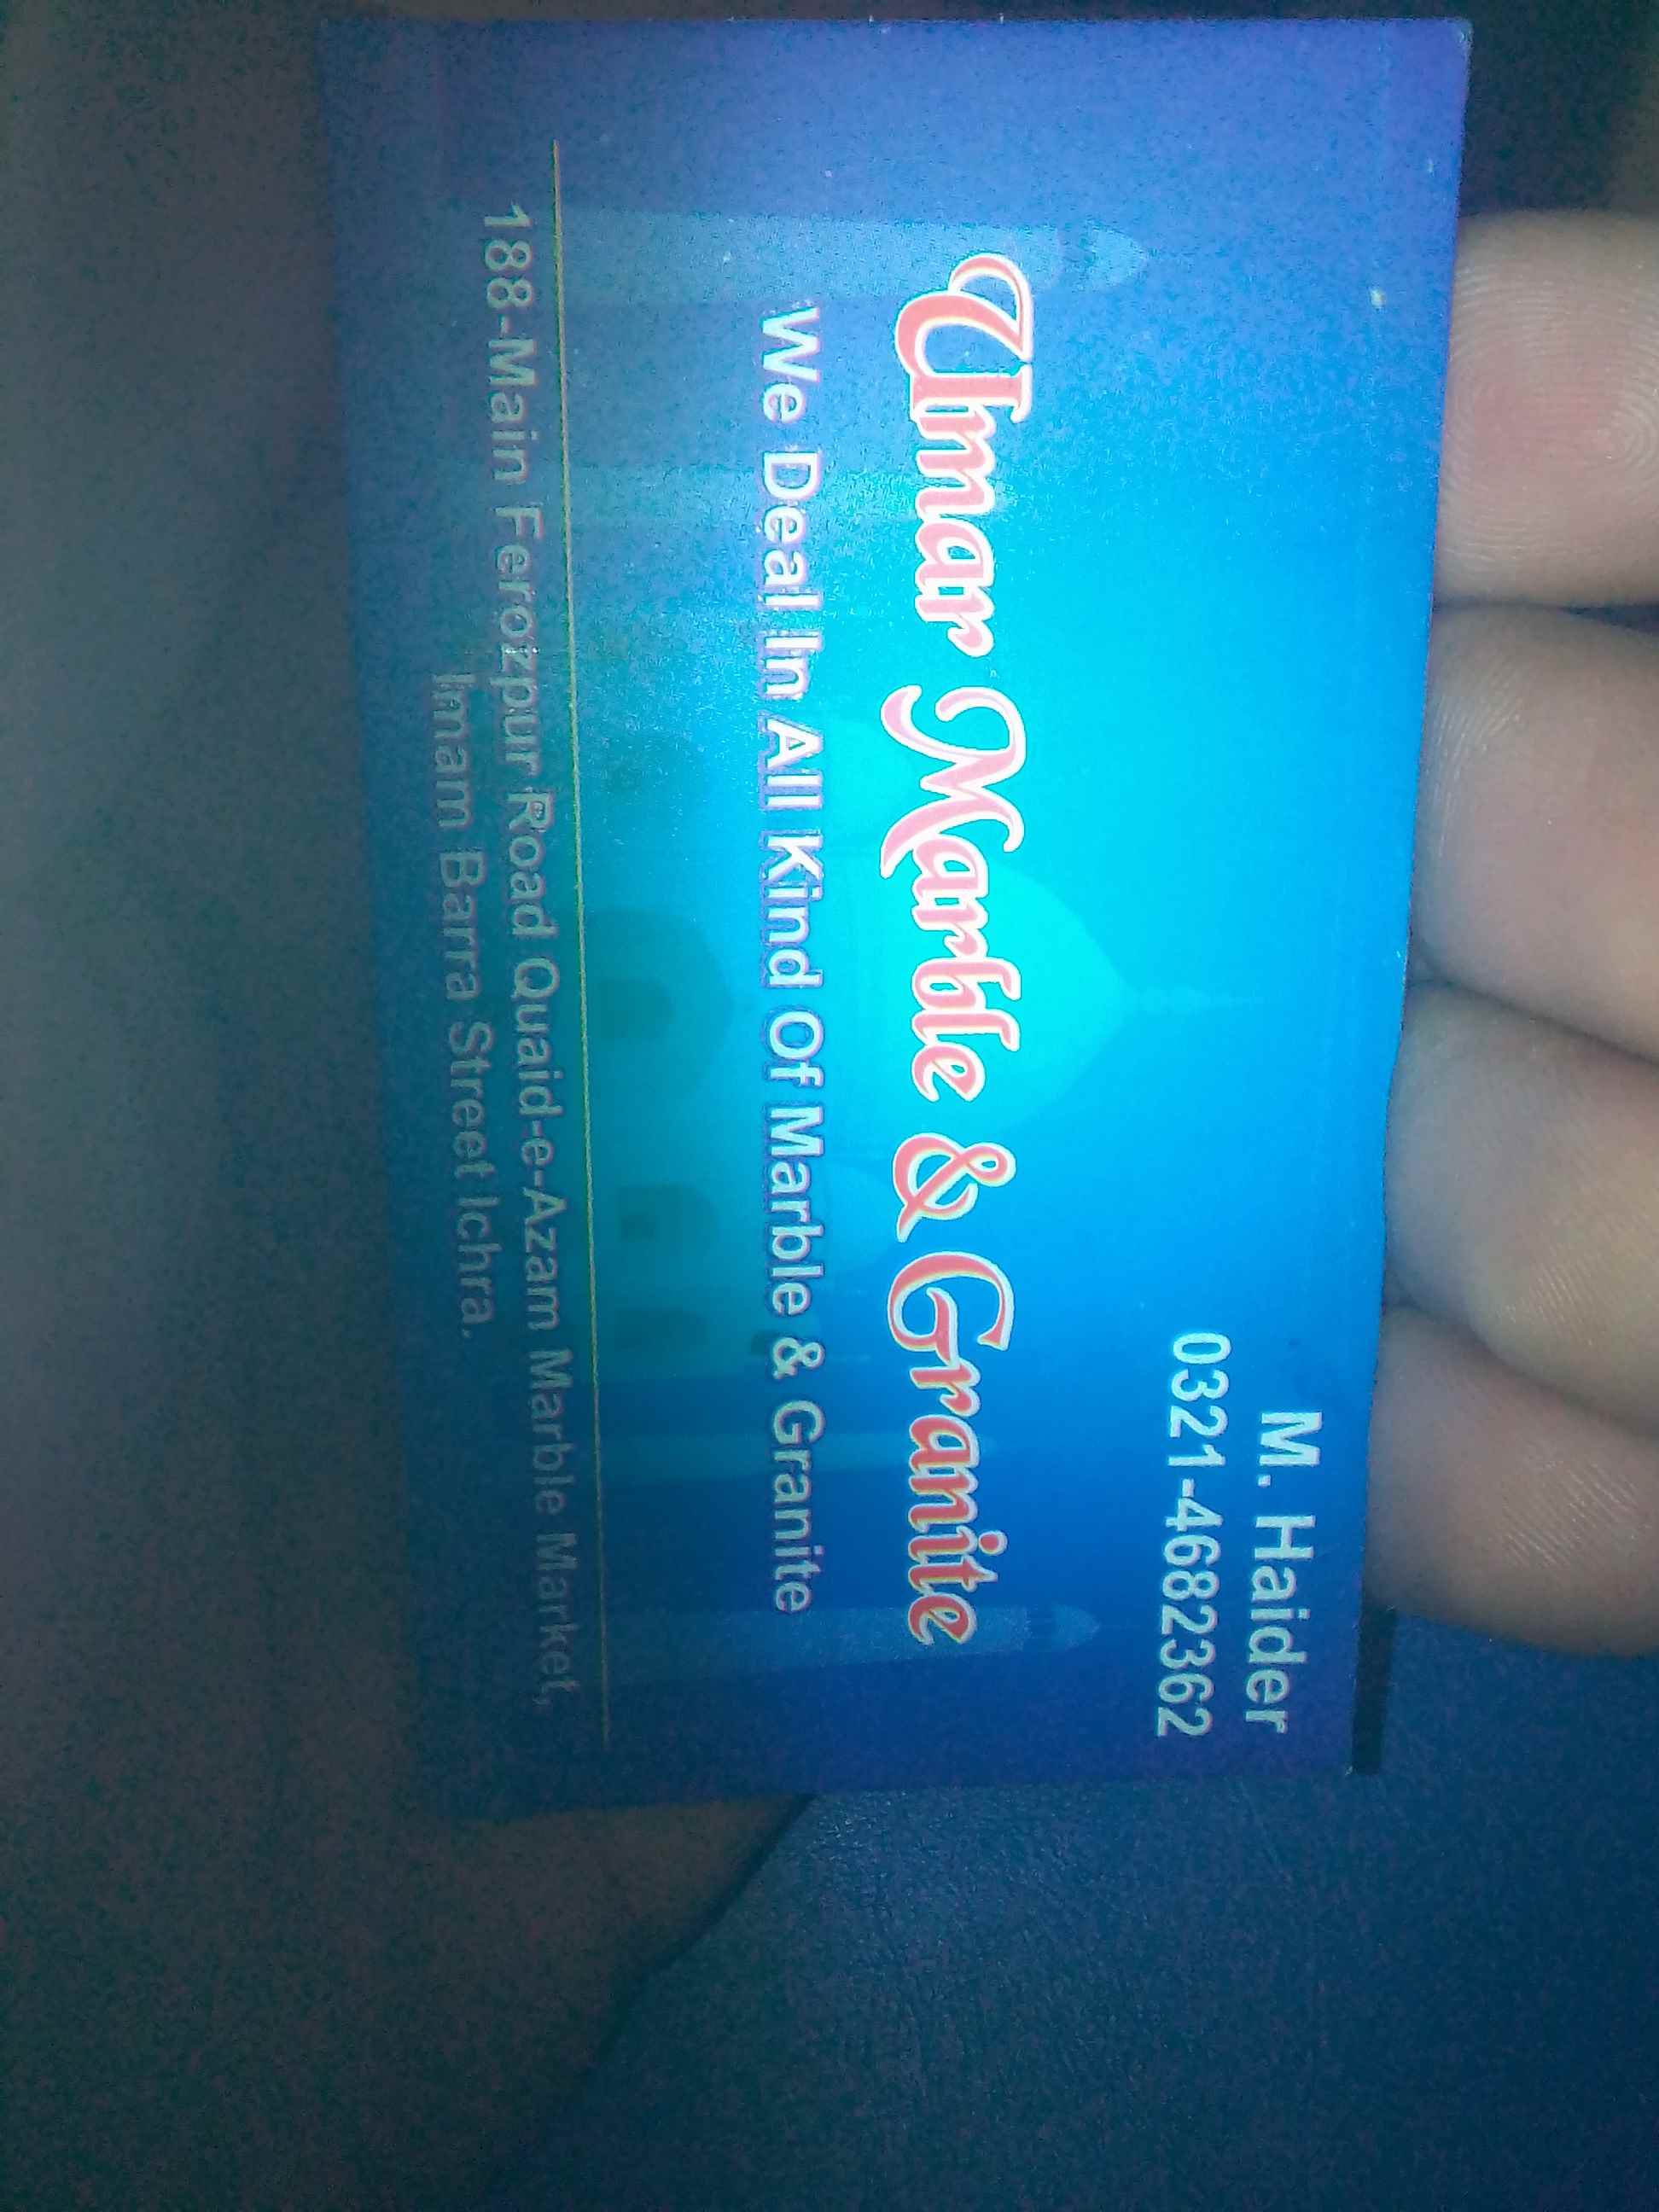 M. Haider
0321-4682362
Umar Marble & Granite
We Deal In All Kind Of Marble & Granite
188-Main Ferozpur Road Quaid-e-Azam Marble Market,
Imam Barra Street Ichra.